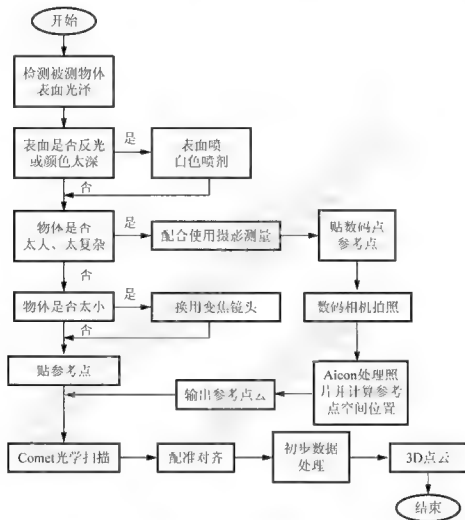 开始
检测被测物体
表面光泽
表面是否反光
或颜色太深
是
表面喷
白色喷剂
否
物体是否
太大、太复杂
是
配合使用摄影测量
贴数码点
参考点
否
物体是否太小
是
换用变焦镜头
数码相机拍照
否
贴参考点
输出参考点云
Aicon处理照
片并计算参考
点空间位置
Comet光学扫描
配准对齐
初步数据
处理
3D点云
结束